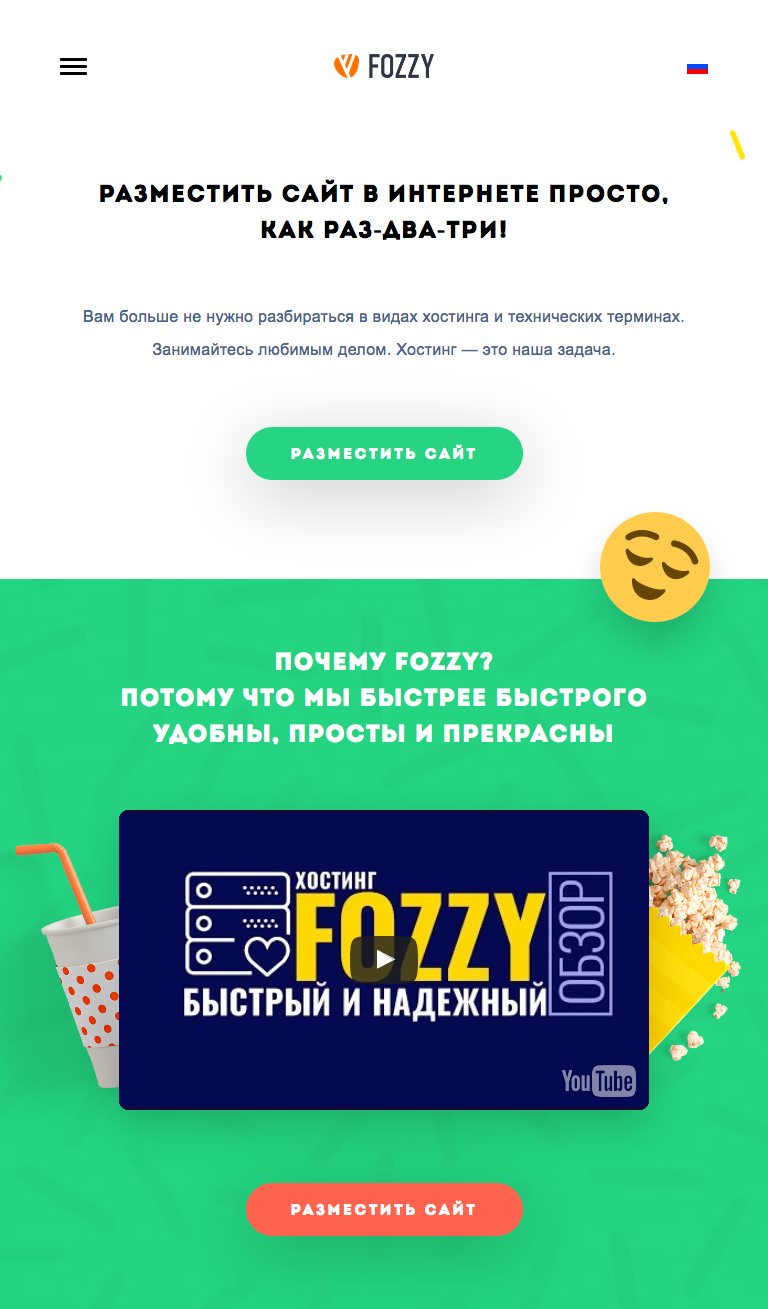 FOZZY
РАЗМЕСТИТЬ САЙТ В ИНТЕРНЕТЕ ПРОСТО,
КАК РАЗ-ДВА-ТРИ!
Вам больше не нужно разбираться в видах хостинга и технических терминах.
Занимайтесь любимым делом. Хостинг — это наша задача.
РАЗМЕСТИТЬ САЙТ
ПОЧЕМУ FOZZY?
ПОТОМУ ЧТО МЫ БЫСТРЕЕ БЫСТРОГО
УДОБНЫ, ПРОСТЫ И ПРЕКРАСНЫ
ХОСТИНГ
FOZZY
ОБЗОР
БЫСТРЫЙ И НАДЕЖНЫЙ
YouTube
РАЗМЕСТИТЬ САЙТ